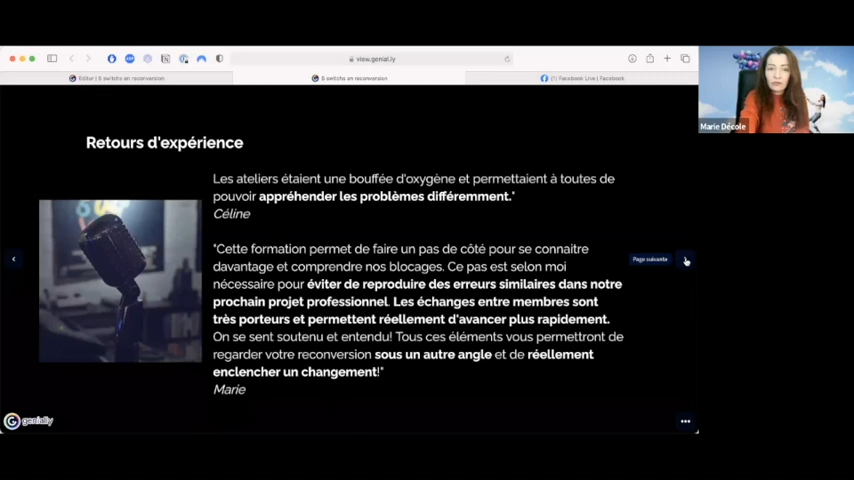 view.genial.ly
Editor | 8 switchs en reconversion
8 switchs en reconversion
(1) Facebook Live | Facebook
Marie Décole
Retours d'expérience
Les ateliers étaient une bouffée d'oxygène et permettaient à toutes de
pouvoir appréhender les problèmes différemment."
Céline
"Cette formation permet de faire un pas de côté pour se connaitre
davantage et comprendre nos blocages. Ce pas est selon moi
nécessaire pour éviter de reproduire des erreurs similaires dans notre
prochain projet professionnel. Les échanges entre membres sont
très porteurs et permettent réellement d'avancer plus rapidement.
On se sent soutenu et entendu! Tous ces éléments vous permettront de
regarder votre reconversion sous un autre angle et de réellement
enclencher un changement!"
Marie
Page suivante
genially